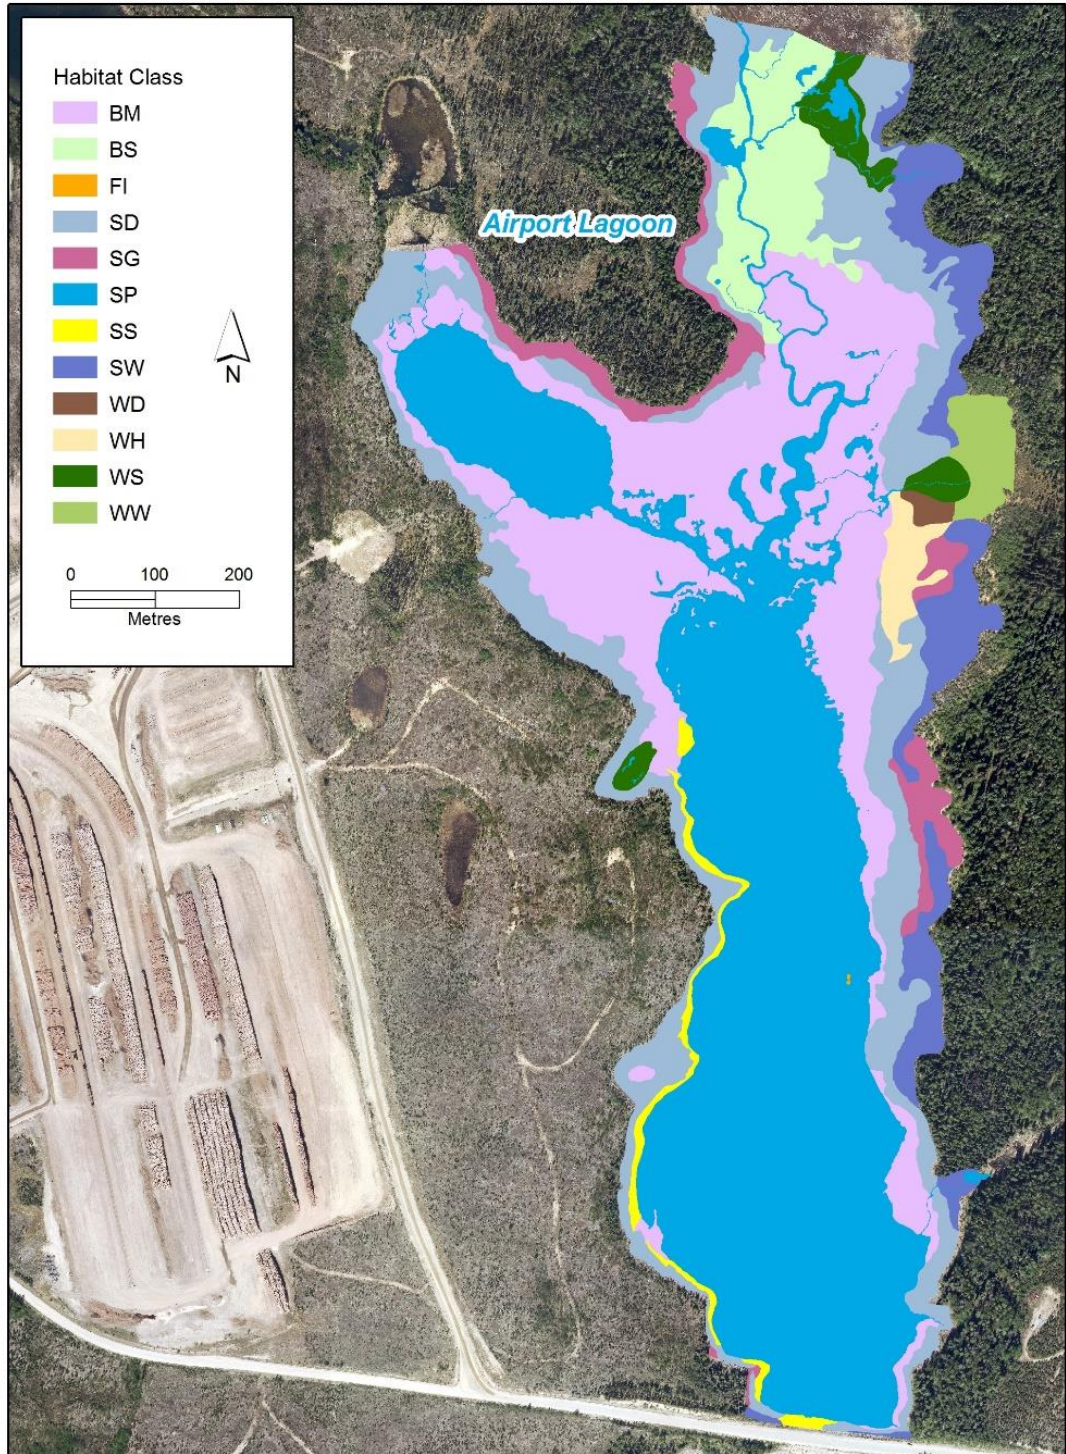 Habitat Class
BM
BS
FI
SD
SG
SP
SS
SW
WD
WH
WS
WW
N
0 100 200
Metres
Airport Lagoon